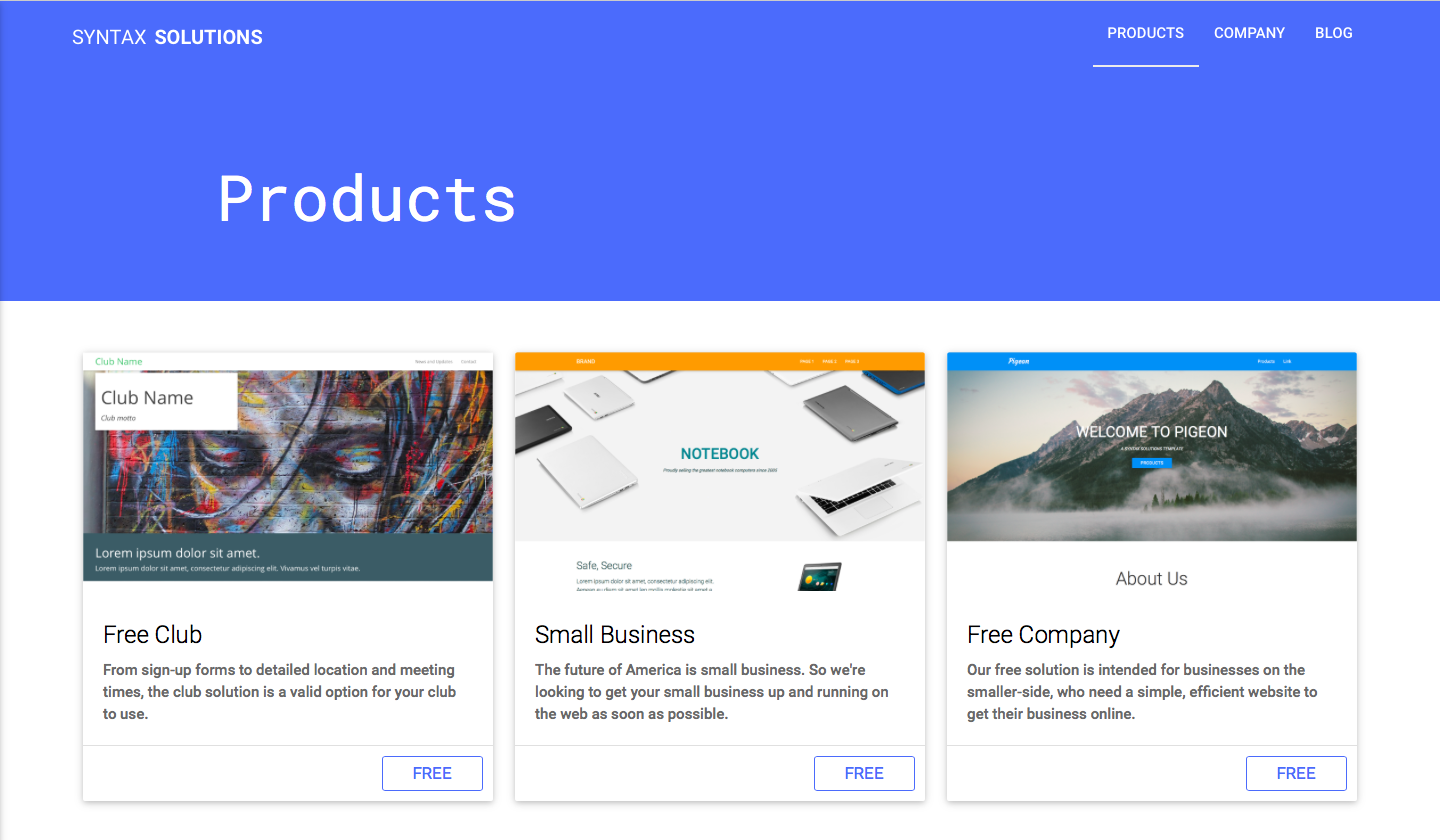 SYNTAX SOLUTIONS
PRODUCTS COMPANY BLOG
Products
Club Name
News and Updates Contact
Club Name
Club motto
Lorem ipsum dolor sit amet.
Lorem ipsum dolor sit amet, consectetur adipiscing elit. Vivamus vel turpis vitae.
Free Club
From sign-up forms to detailed location and meeting
times, the club solution is a valid option for your club
to use.
FREE
BRAND
PAGE 1 PAGE 2 PAGE 3
NOTEBOOK
Proudly selling the greatest notebook computers since 2005
Safe, Secure
Lorem ipsum dolor sit amet, consectetur adipiscing elit.
Small Business
The future of America is small business. So we're
looking to get your small business up and running on
the web as soon as possible.
FREE
Pigeon
Products Link
WELCOME TO PIGEON
A SYNTAX SOLUTIONS TEMPLATE
PRODUCTS
About Us
Free Company
Our free solution is intended for businesses on the
smaller-side, who need a simple, efficient website to
get their business online.
FREE